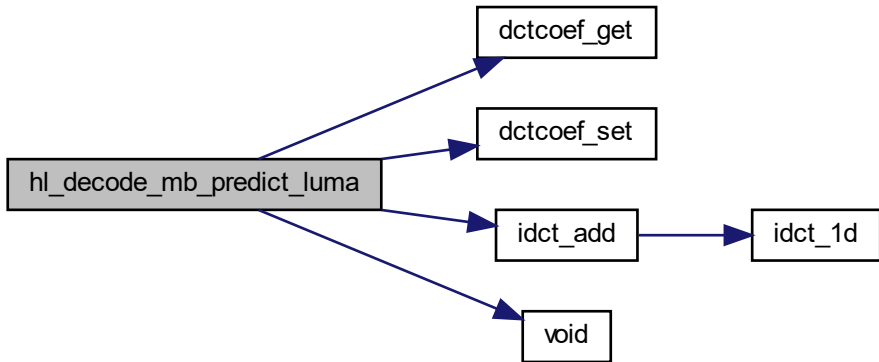 dctcoef_get
dctcoef_set
hl_decode_mb_predict_luma
idct_add
idct_1d
void